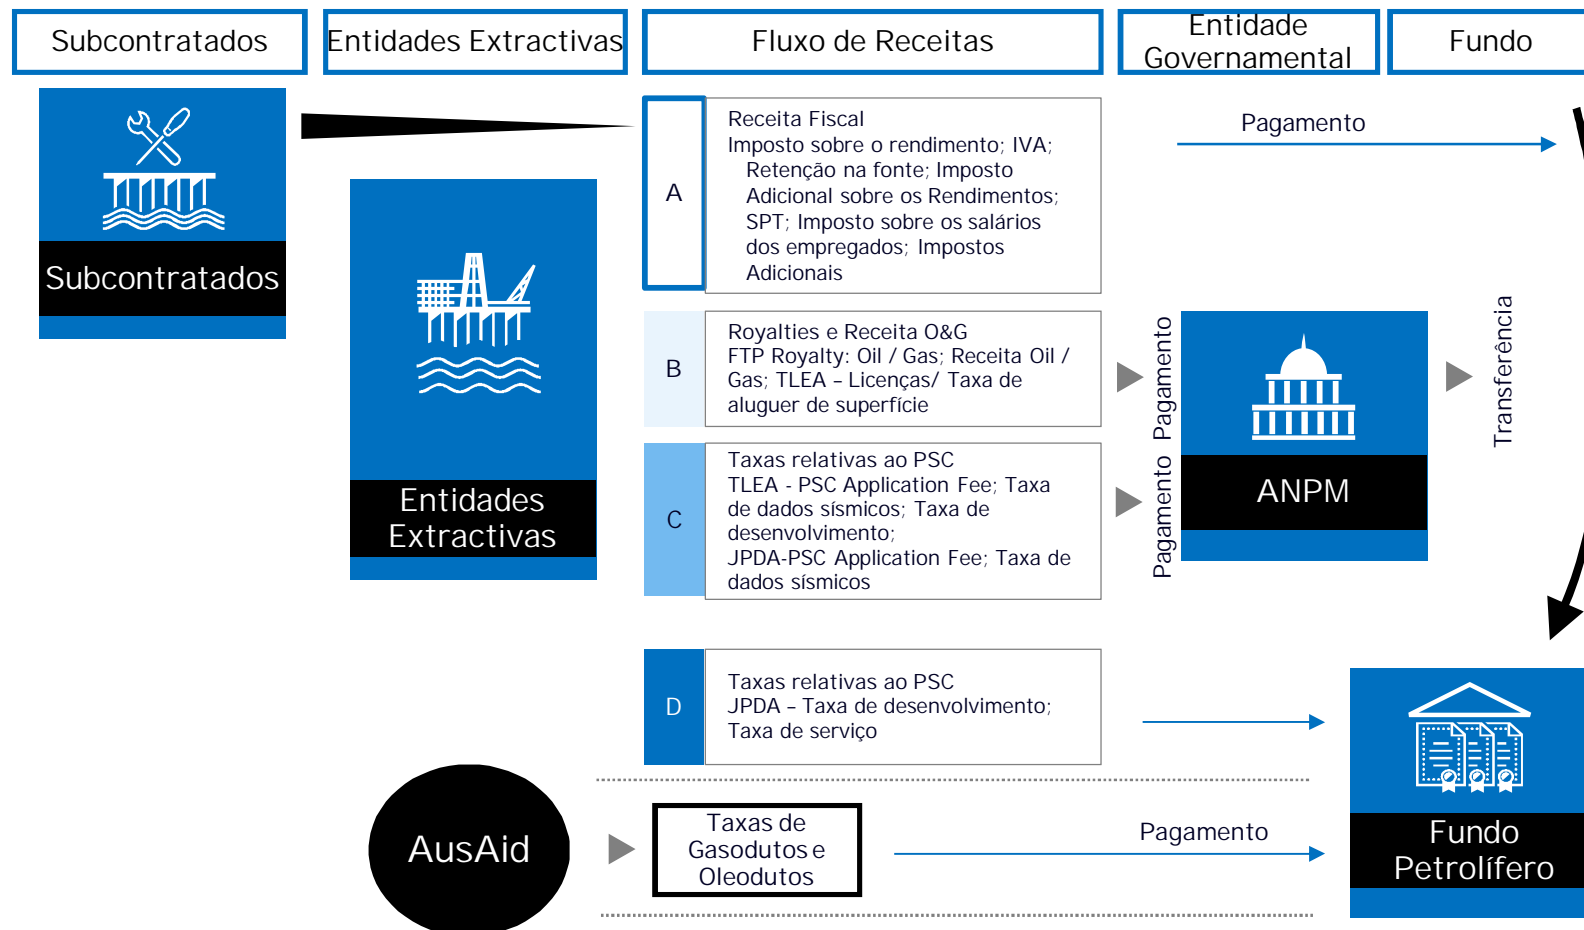 Subcontratados
Entidades Extractivas
Fluxo de Receitas
Entidade
Governamental
Fundo
Subcontratados
Entidades
Extractivas
A
Receita Fiscal
Imposto sobre o rendimento; IVA;
Retenção na fonte; Imposto
Adicional sobre os Rendimentos;
SPT; Imposto sobre os salários
dos empregados; Impostos
Adicionais
Pagamento
B
Royalties e Receita O&G
FTP Royalty: Oil / Gas; Receita Oil /
Gas; TLEA – Licenças/ Taxa de
aluguer de superfície
Pagamento
C
Taxas relativas ao PSC
TLEA - PSC Application Fee; Taxa
de dados sísmicos; Taxa de
desenvolvimento;
JPDA-PSC Application Fee; Taxa de
dados sísmicos
Pagamento
ANPM
Transferência
D
Taxas relativas ao PSC
JPDA – Taxa de desenvolvimento;
Taxa de serviço
AusAid
Taxas de
Gasodutos e
Oleodutos
Pagamento
Fundo
Petrolífero